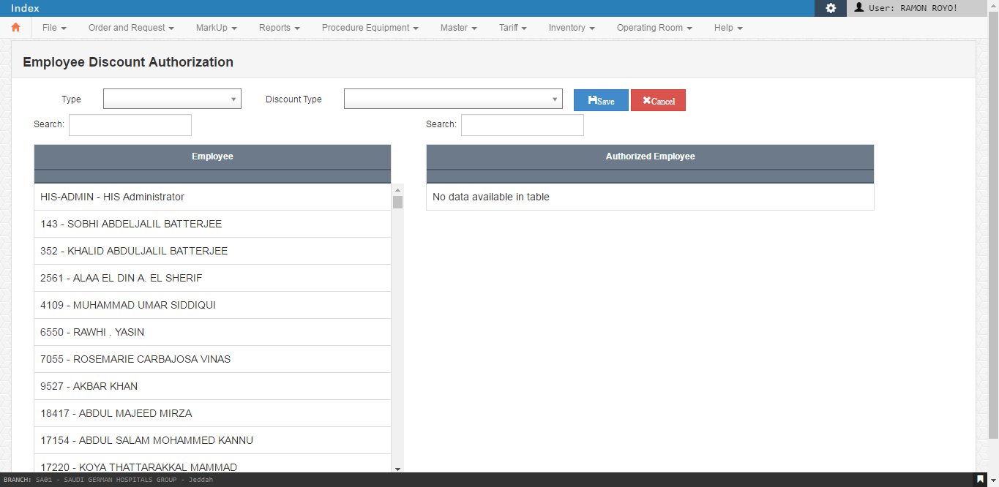 Index
User: RAMON ROYO!
File Order and Request MarkUp Reports Procedure Equipment Master Tariff Inventory Operating Room Help
Employee Discount Authorization
Type Discount Type Save Cancel
Search: Search:
Employee Authorized Employee
HIS-ADMIN - HIS Administrator No data available in table
143 - SOBHI ABDELJALIL BATTERJEE
352 - KHALID ABDULJALIL BATTERJEE
2561 - ALAA EL DIN A. EL SHERIF
4109 - MUHAMMAD UMAR SIDDIQUI
6550 - RAWHI . YASIN
7055 - ROSEMARIE CARBAJOSA VINAS
9527 - AKBAR KHAN
18417 - ABDUL MAJEED MIRZA
17154 - ABDUL SALAM MOHAMMED KANNU
17220 - KOYA THATTARAKKAL MAMMAD
BRANCH: SA01 - SAUDI GERMAN HOSPITALS GROUP - Jeddah